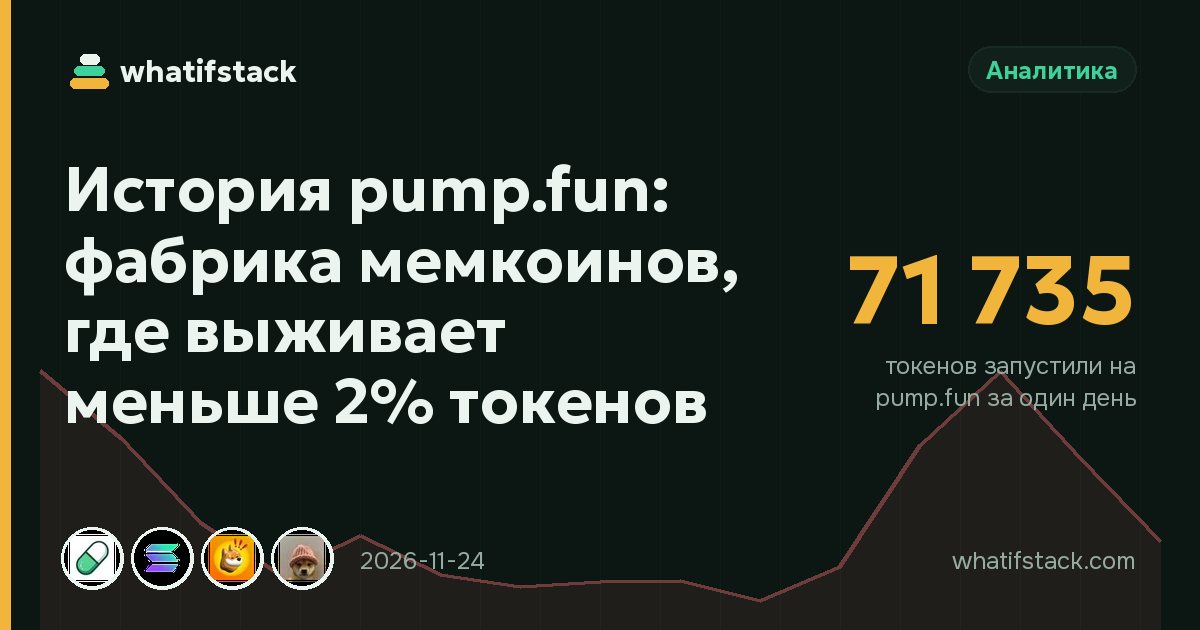 whatifstack
Аналитика
История pump.fun:
фабрика мемкоинов,
где выживает
меньше 2% токенов
71 735
токенов запустили на
pump.fun за один день
2026-11-24
whatifstack.com